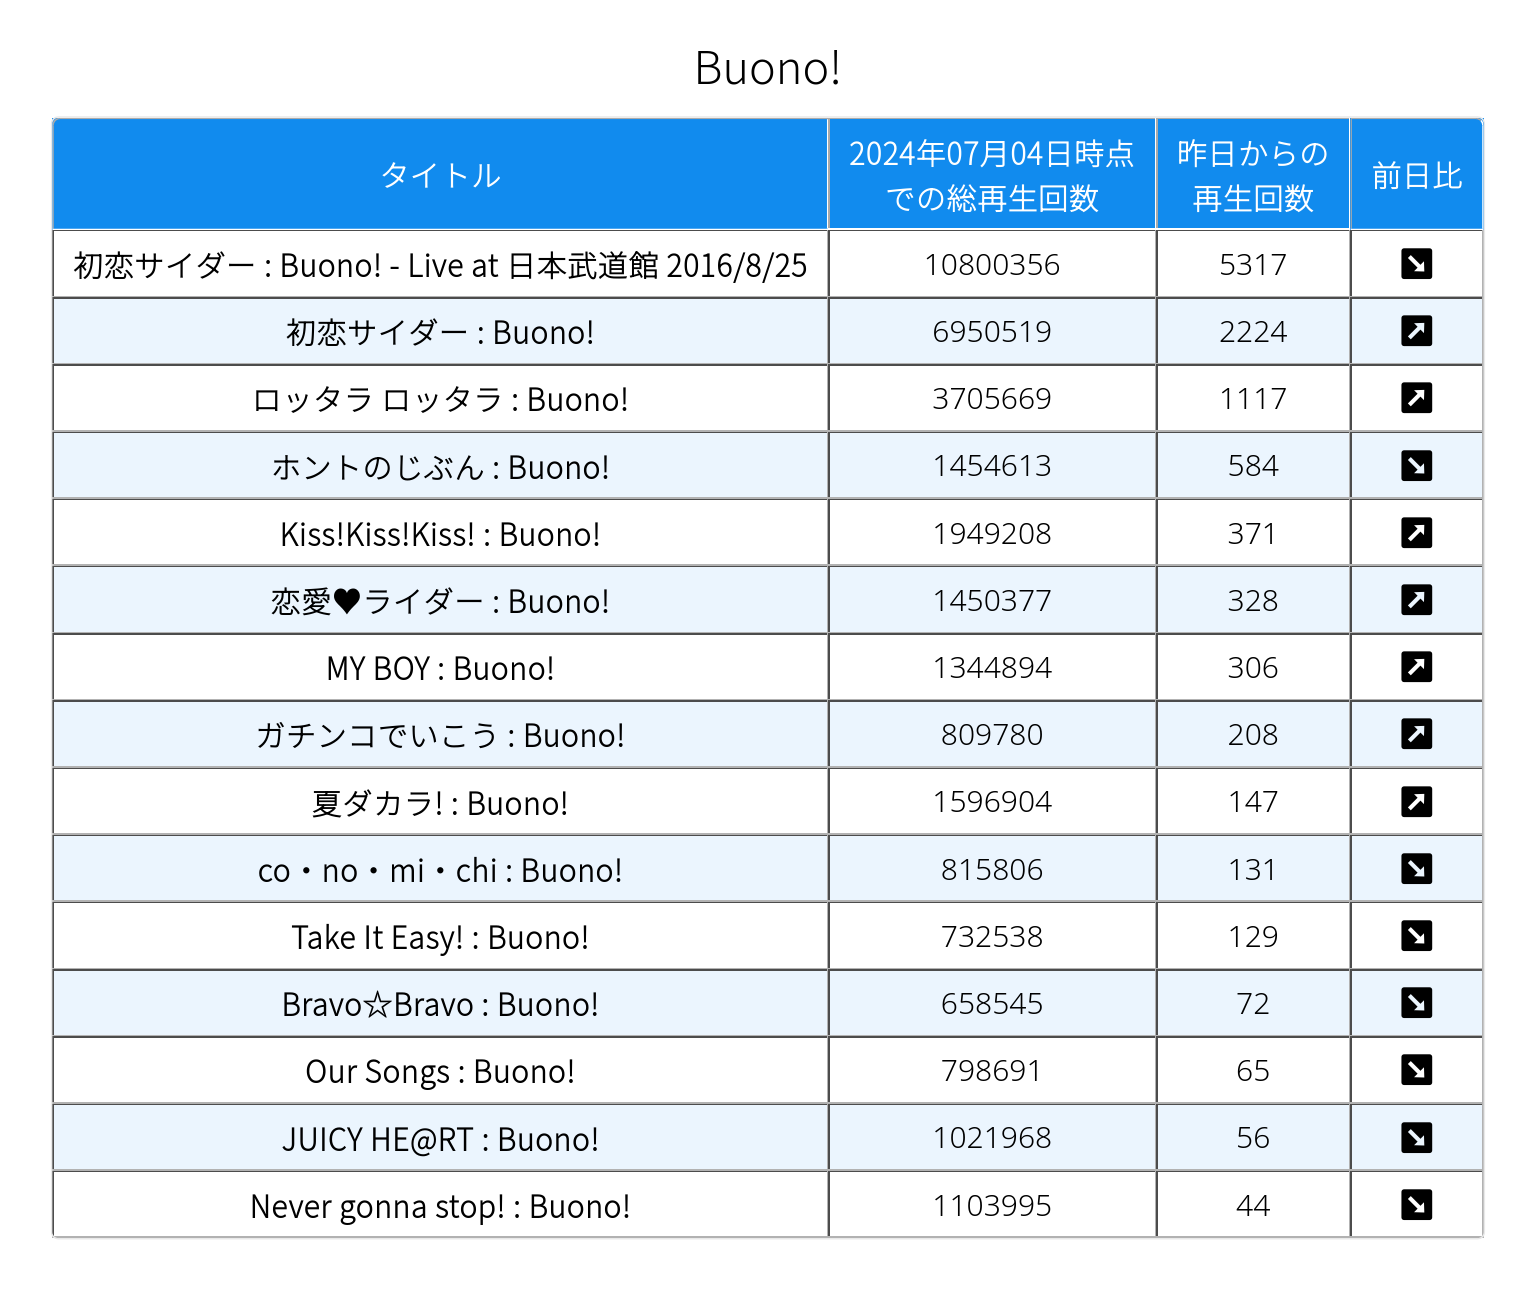 Buono!
タイトル 2024年07月04日時点での総再生回数 昨日からの再生回数 前日比
初恋サイダー : Buono! - Live at 日本武道館 2016/8/25 10800356 5317 ↘
初恋サイダー : Buono! 6950519 2224 ↗
ロッタラ ロッタラ : Buono! 3705669 1117 ↗
ホントのじぶん : Buono! 1454613 584 ↘
Kiss!Kiss!Kiss! : Buono! 1949208 371 ↗
恋愛♥ライダー : Buono! 1450377 328 ↗
MY BOY : Buono! 1344894 306 ↗
ガチンコでいこう : Buono! 809780 208 ↗
夏ダカラ! : Buono! 1596904 147 ↗
co・no・mi・chi : Buono! 815806 131 ↘
Take It Easy! : Buono! 732538 129 ↘
Bravo☆Bravo : Buono! 658545 72 ↘
Our Songs : Buono! 798691 65 ↘
JUICY HE@RT : Buono! 1021968 56 ↘
Never gonna stop! : Buono! 1103995 44 ↘